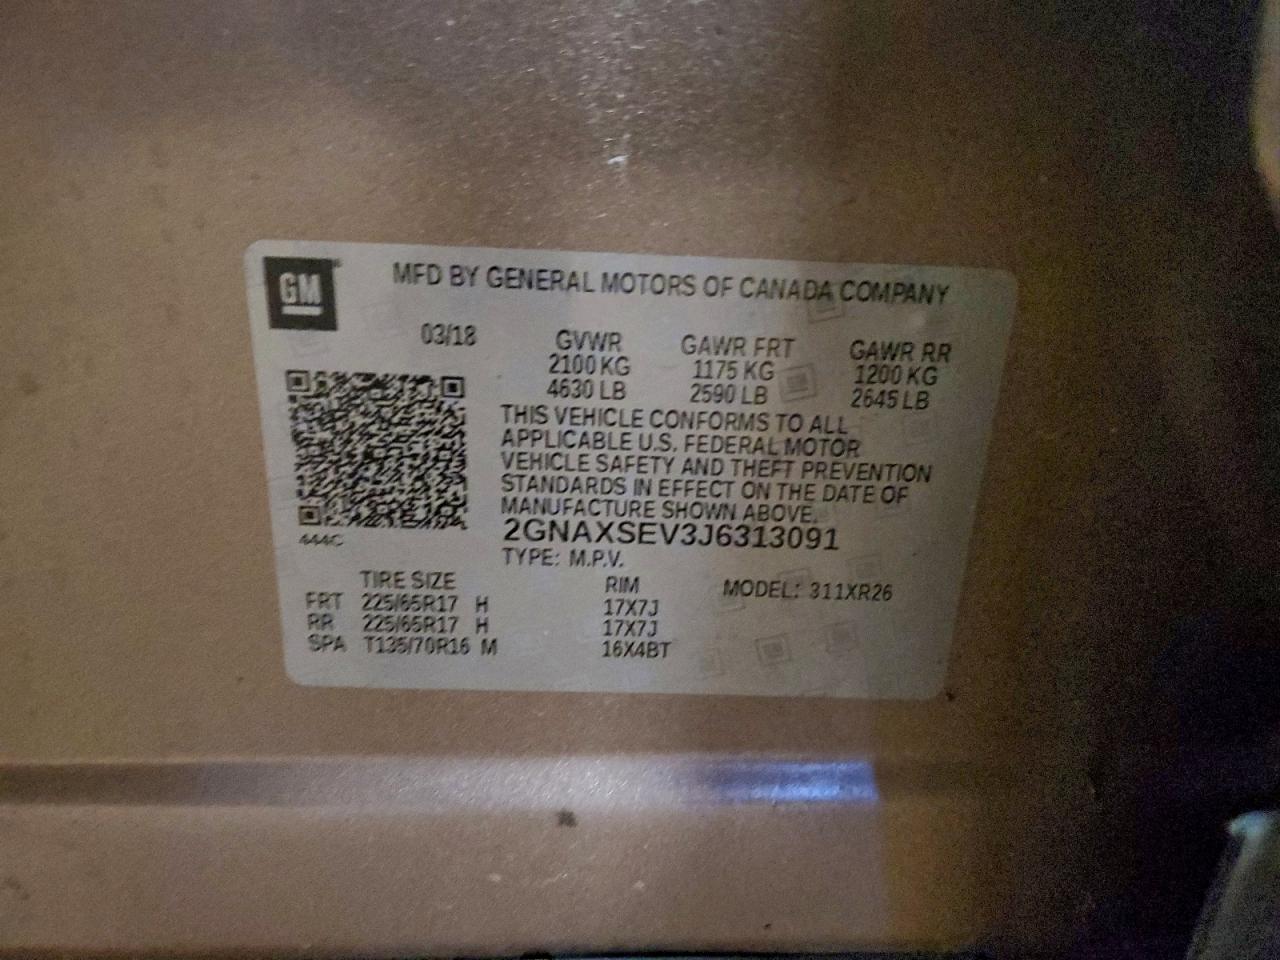 GM
MFD BY GENERAL MOTORS OF CANADA COMPANY
03/18 GVWR GAWR FRT GAWR RR
2100 KG 1175 KG 1200 KG
4630 LB 2590 LB 2645 LB
THIS VEHICLE CONFORMS TO ALL
APPLICABLE U.S. FEDERAL MOTOR
VEHICLE SAFETY AND THEFT PREVENTION
STANDARDS IN EFFECT ON THE DATE OF
MANUFACTURE SHOWN ABOVE.
2GNAXSEV3J6313091
444C
TYPE: M.P.V.
TIRE SIZE RIM MODEL: 311XR26
FRT 225/65R17 H 17X7J
RR 225/65R17 H 17X7J
SPA T135/70R16 M 16X4BT